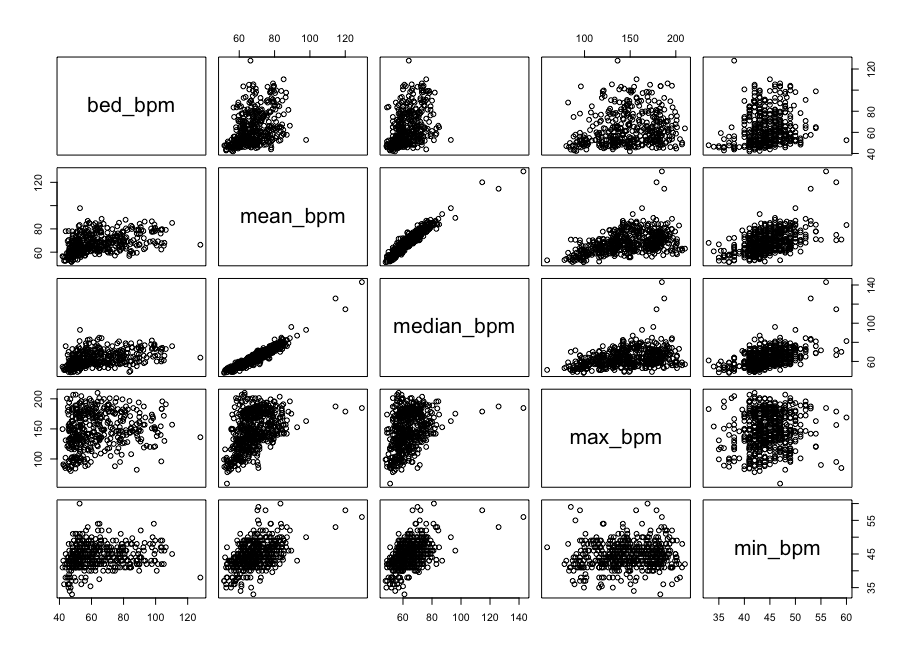 60 80 100 120
100 150 200
bed_bpm
40 60 80 120
60 80 120
mean_bpm
median_bpm
60 100 140
100 150 200
max_bpm
min_bpm
35 45 55
40 60 80 100 120
60 80 100 120 140
35 40 45 50 55 60